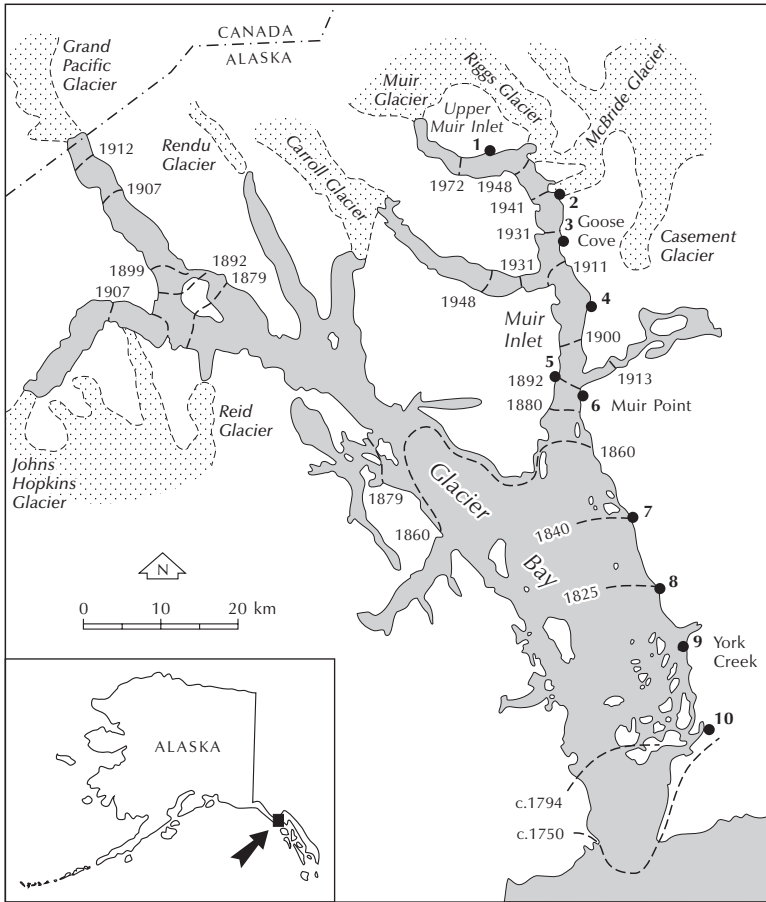 CANADA
ALASKA
Grand
Pacific
Glacier
Rendu
Glacier
Carroll Glacier
Muir
Glacier
Upper
Muir Inlet
Riggs Glacier
McBride Glacier
1
1912
1907
1972
1948
1941
2
3 Goose
Cove
1931
Casement
Glacier
1911
1899
1892
1879
1907
1931
1948
4
Muir
Inlet
1900
5
1892
1913
1880
6 Muir Point
Reid
Glacier
Johns
Hopkins
Glacier
1860
1879
1860
Glacier
Bay
1840
7
1825
8
N
0 20 km
9 York
Creek
10
c.1794
c.1750
ALASKA